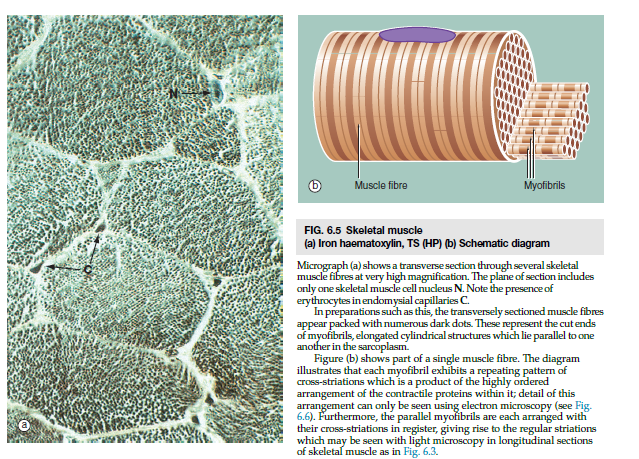 N
C
a
b
Muscle fibre
Myofibrils
FIG. 6.5 Skeletal muscle
(a) Iron haematoxylin, TS (HP) (b) Schematic diagram
Micrograph (a) shows a transverse section through several skeletal
muscle fibres at very high magnification. The plane of section includes
only one skeletal muscle cell nucleus N. Note the presence of
erythrocytes in endomysial capillaries C.
In preparations such as this, the transversely sectioned muscle fibres
appear packed with numerous dark dots. These represent the cut ends
of myofibrils, elongated cylindrical structures which lie parallel to one
another in the sarcoplasm.
Figure (b) shows part of a single muscle fibre. The diagram
illustrates that each myofibril exhibits a repeating pattern of
cross-striations which is a product of the highly ordered
arrangement of the contractile proteins within it; detail of this
arrangement can only be seen using electron microscopy (see Fig.
6.6). Furthermore, the parallel myofibrils are each arranged with
their cross-striations in register, giving rise to the regular striations
which may be seen with light microscopy in longitudinal sections
of skeletal muscle as in Fig. 6.3.